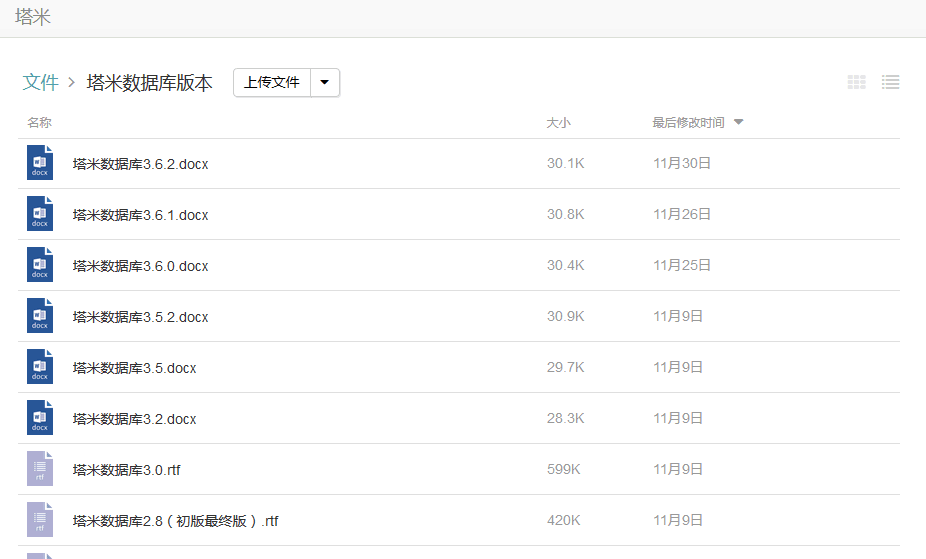 塔米
文件 > 塔米数据库版本 上传文件
名称 大小 最后修改时间
docx 塔米数据库3.6.2.docx 30.1K 11月30日
docx 塔米数据库3.6.1.docx 30.8K 11月26日
docx 塔米数据库3.6.0.docx 30.4K 11月25日
docx 塔米数据库3.5.2.docx 30.9K 11月9日
docx 塔米数据库3.5.docx 29.7K 11月9日
docx 塔米数据库3.2.docx 28.3K 11月9日
rtf 塔米数据库3.0.rtf 599K 11月9日
rtf 塔米数据库2.8（初版最终版）.rtf 420K 11月9日